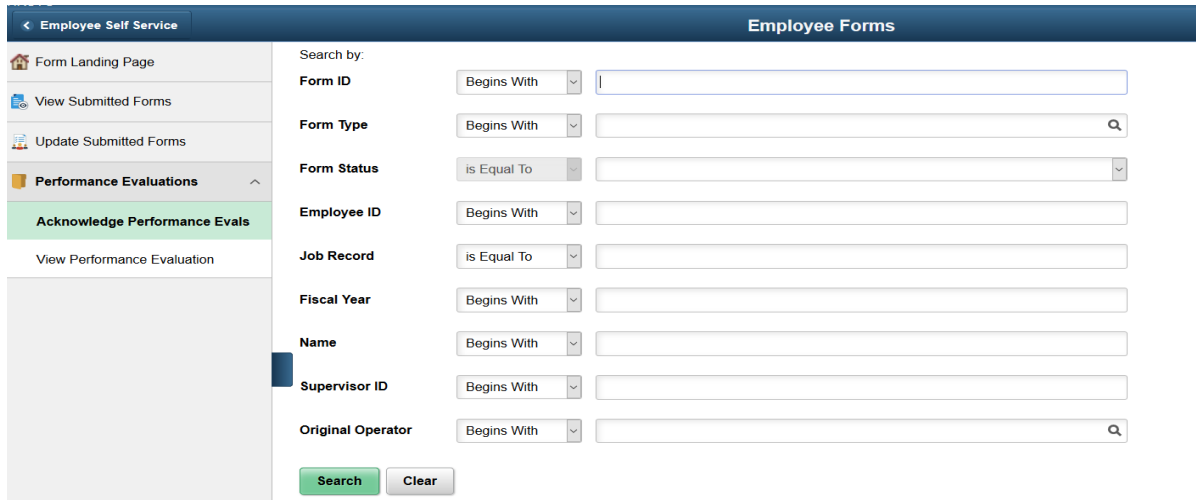 Employee Self Service
Employee Forms
Form Landing Page
View Submitted Forms
Update Submitted Forms
Performance Evaluations
Acknowledge Performance Evals
View Performance Evaluation
Search by:
Form ID Begins With
Form Type Begins With
Form Status is Equal To
Employee ID Begins With
Job Record is Equal To
Fiscal Year Begins With
Name Begins With
Supervisor ID Begins With
Original Operator Begins With
Search Clear